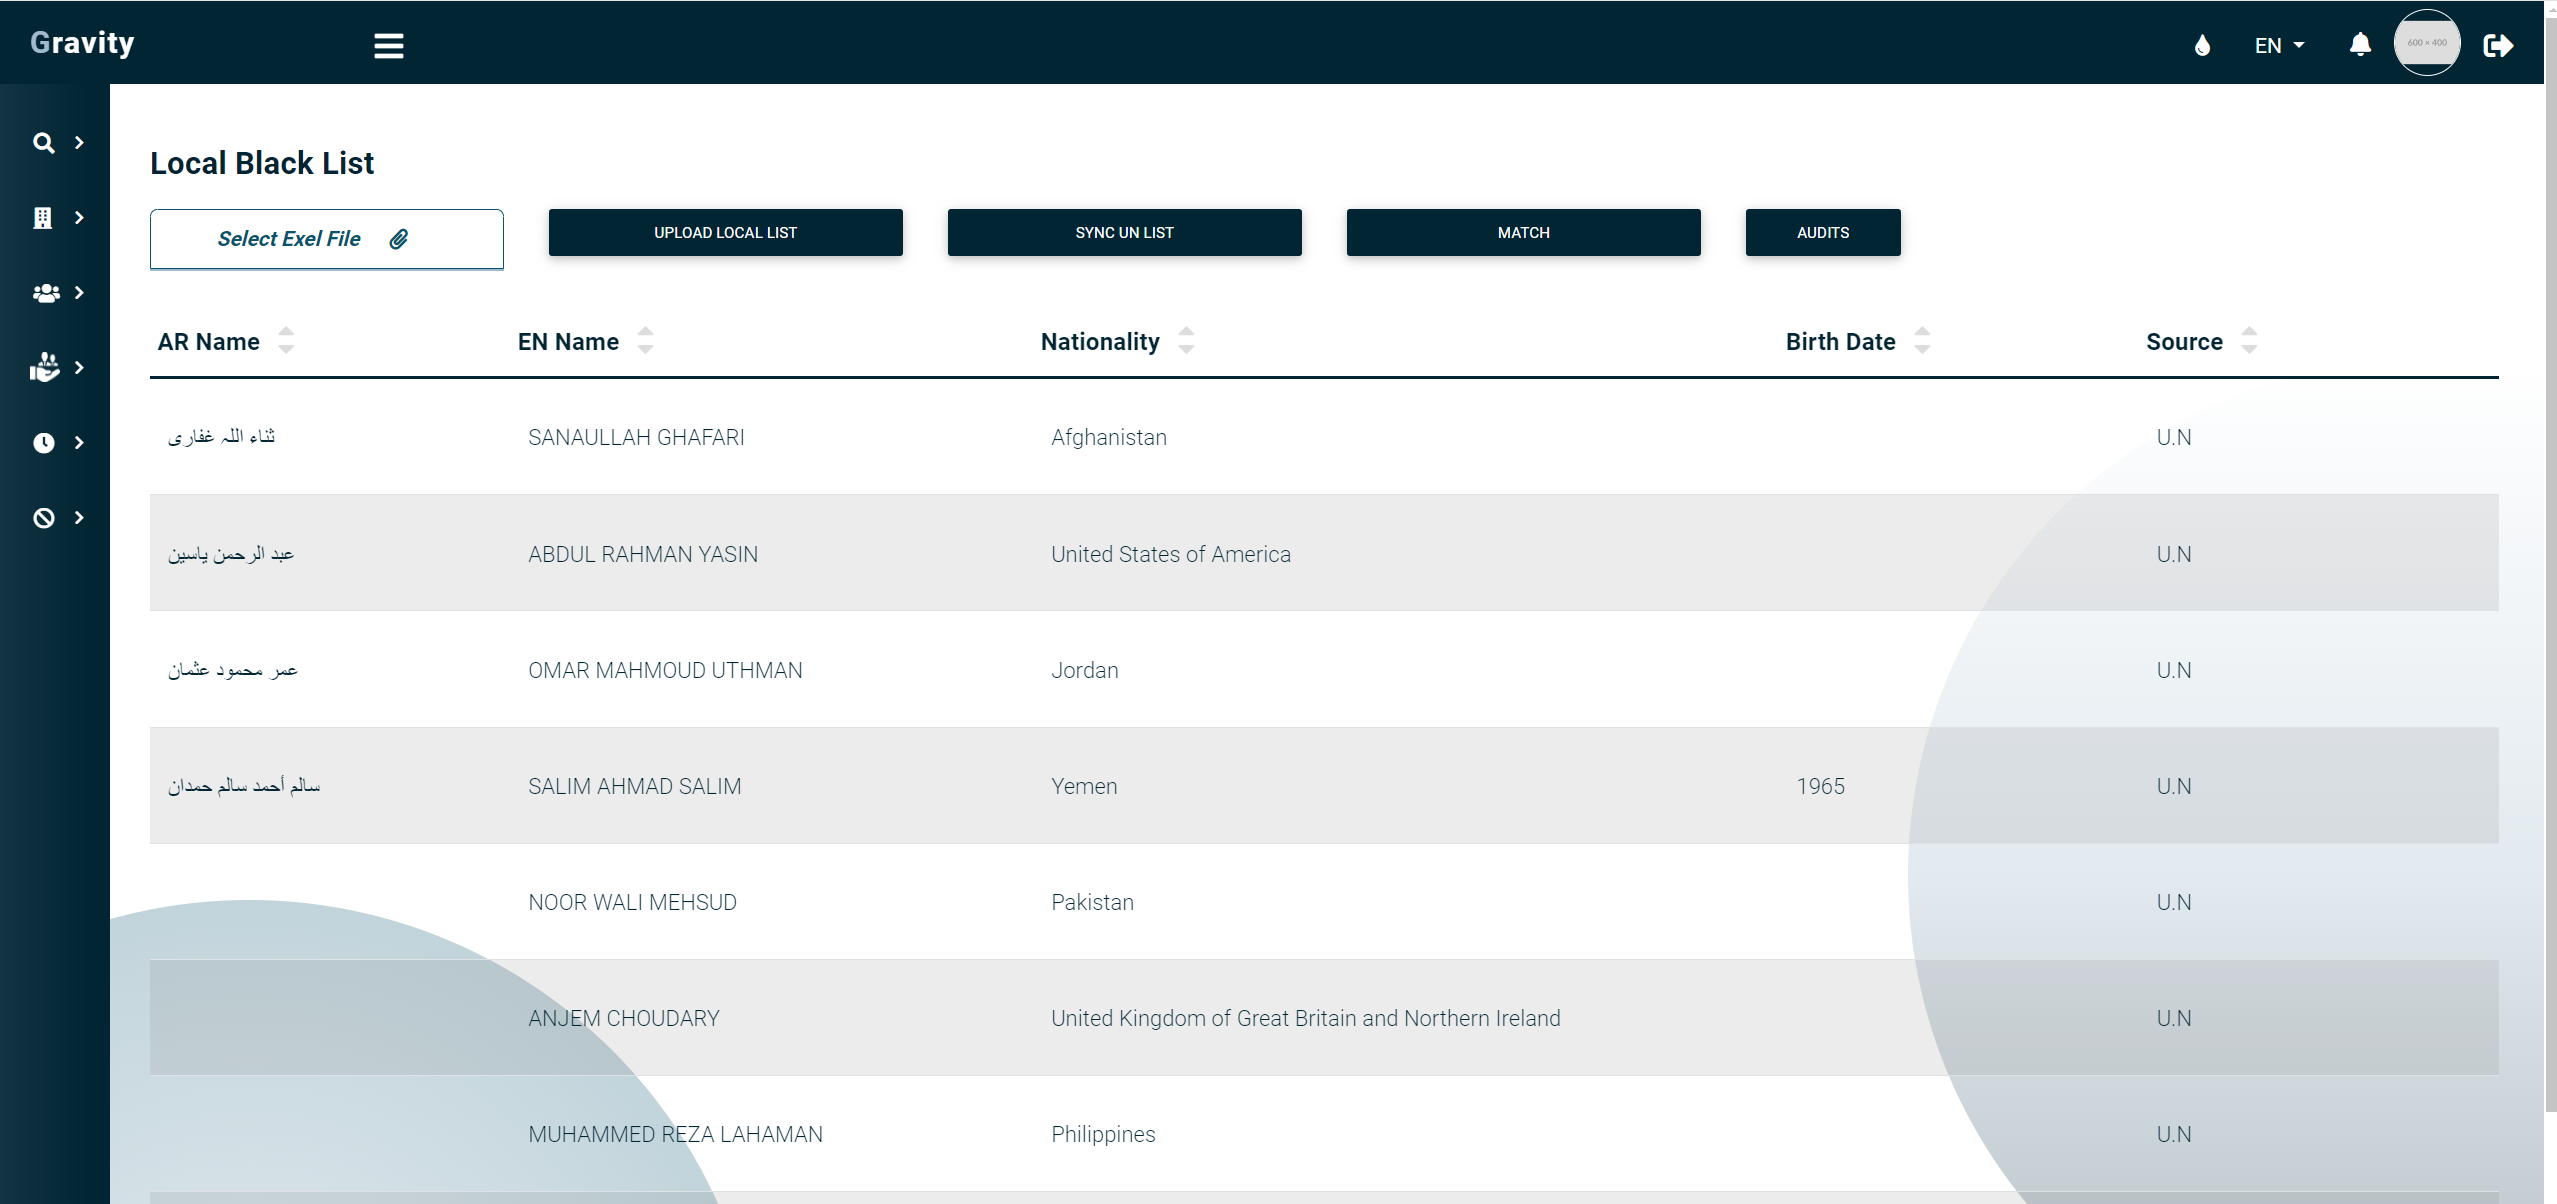 Gravity
EN
600 × 400
Local Black List
Select Exel File
UPLOAD LOCAL LIST
SYNC UN LIST
MATCH
AUDITS
AR Name EN Name Nationality Birth Date Source
ثناء اللہ غفاری SANAULLAH GHAFARI Afghanistan U.N
عبد الرحمن ياسين ABDUL RAHMAN YASIN United States of America U.N
عمر محمود عثمان OMAR MAHMOUD UTHMAN Jordan U.N
سالم أحمد سالم حمدان SALIM AHMAD SALIM Yemen 1965 U.N
NOOR WALI MEHSUD Pakistan U.N
ANJEM CHOUDARY United Kingdom of Great Britain and Northern Ireland U.N
MUHAMMED REZA LAHAMAN Philippines U.N